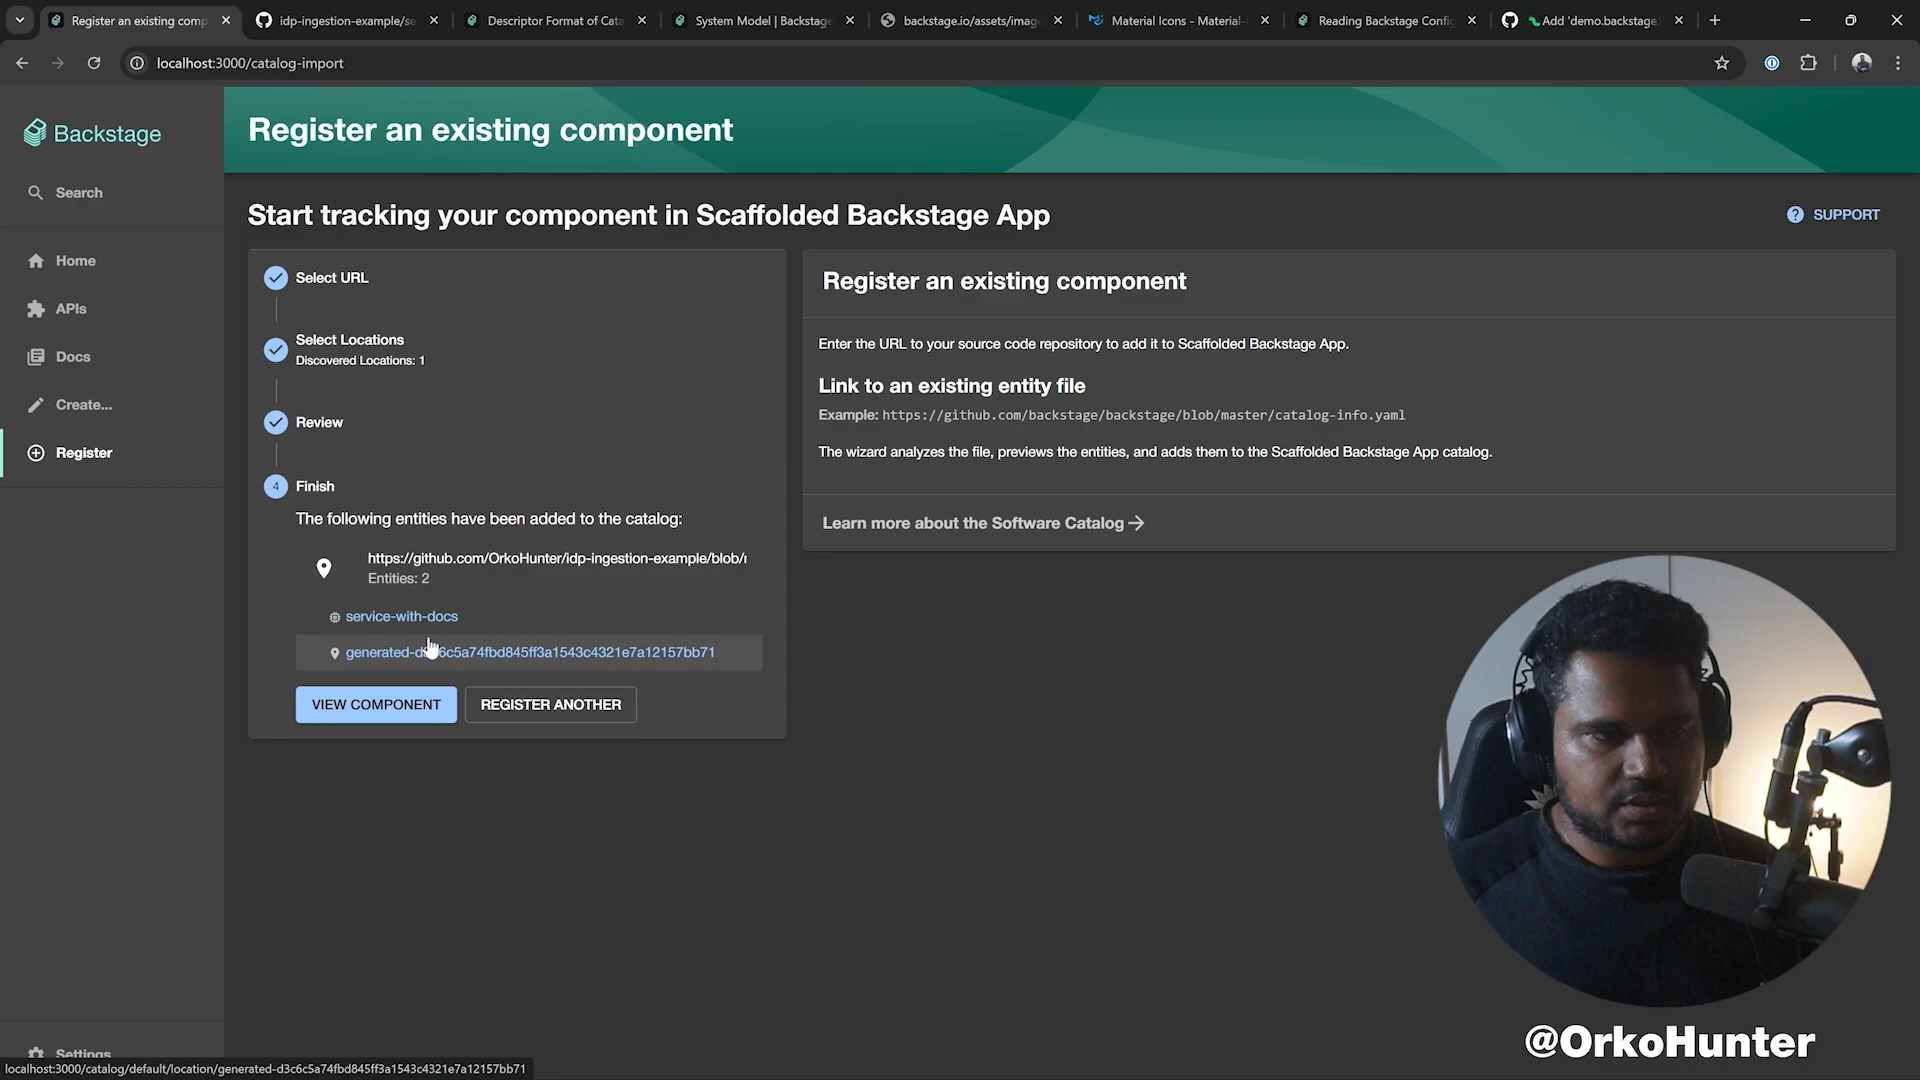 Register an existing comp
idp-ingestion-example/se
Descriptor Format of Cata
System Model | Backstage
backstage.io/assets/imag
Material Icons - Material-
Reading Backstage Config
Add 'demo.backstage.
localhost:3000/catalog-import
Backstage
Search
Home
APIs
Docs
Create...
Register
Settings
Register an existing component
Start tracking your component in Scaffolded Backstage App
SUPPORT
Select URL
Select Locations
Discovered Locations: 1
Review
4 Finish
The following entities have been added to the catalog:
https://github.com/OrkoHunter/idp-ingestion-example/blob/r
Entities: 2
service-with-docs
VIEW COMPONENT
REGISTER ANOTHER
Register an existing component
Enter the URL to your source code repository to add it to Scaffolded Backstage App.
Link to an existing entity file
Example: https://github.com/backstage/backstage/blob/master/catalog-info.yaml
The wizard analyzes the file, previews the entities, and adds them to the Scaffolded Backstage App catalog.
Learn more about the Software Catalog
@OrkoHunter
localhost:3000/catalog/default/location/generated-d3c6c5a74fbd845ff3a1543c4321e7a12157bb71